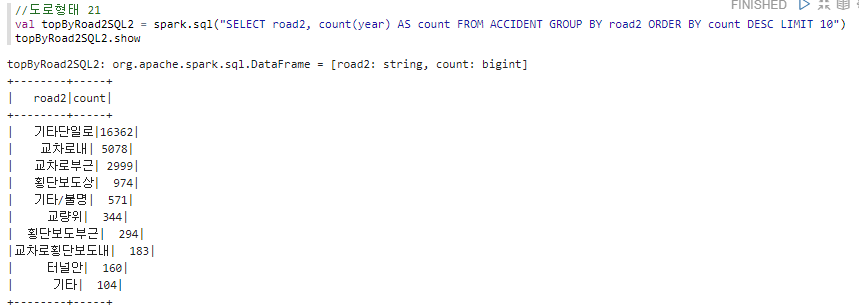 FINISHED
//도로형태 21
val topByRoad2SQL2 = spark.sql("SELECT road2, count(year) AS count FROM ACCIDENT GROUP BY road2 ORDER BY count DESC LIMIT 10")
topByRoad2SQL2.show
topByRoad2SQL2: org.apache.spark.sql.DataFrame = [road2: string, count: bigint]
+--------+-----+
|   road2|count|
+--------+-----+
|   기타단일로|16362|
|    교차로내| 5078|
|   교차로부근| 2999|
|   횡단보도상|  974|
|   기타/불명|  571|
|     교량위|  344|
|  횡단보도부근|  294|
|교차로횡단보도내|  183|
|     터널안|  160|
|      기타|  104|
+--------+-----+